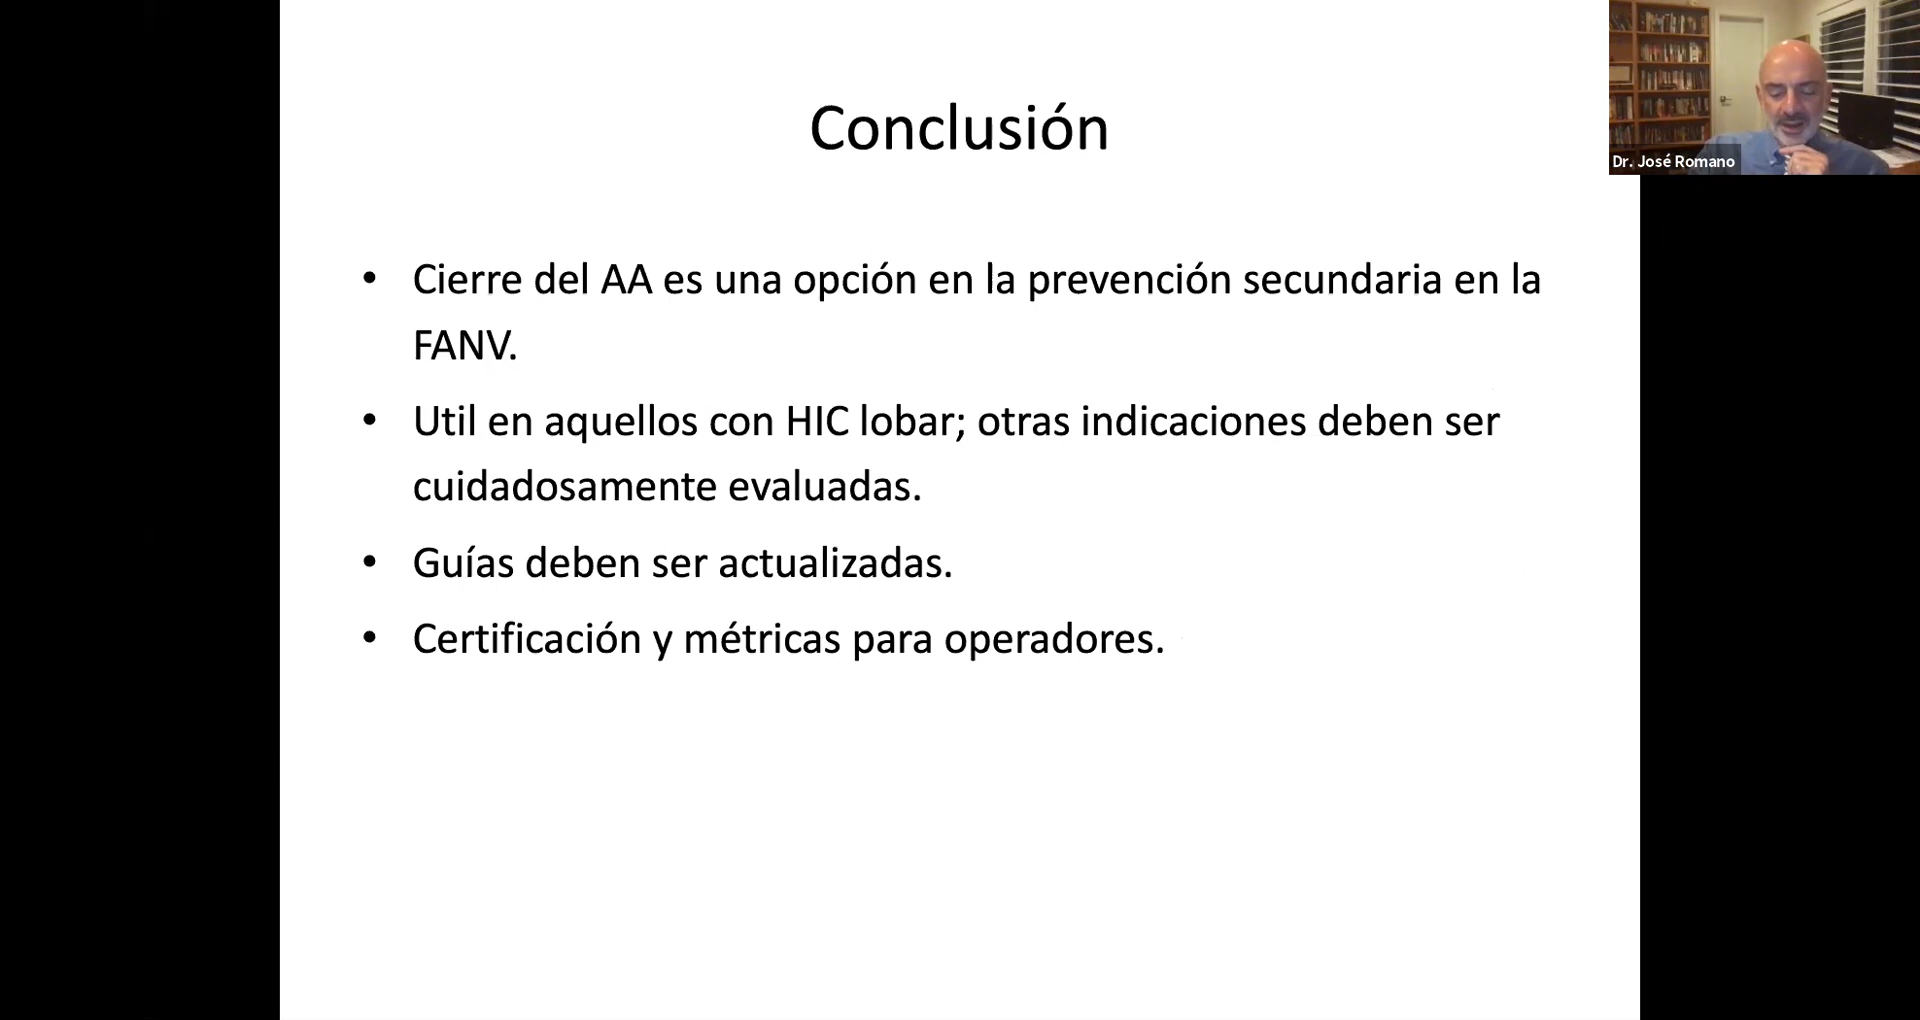 Conclusión
Dr. José Romano
• Cierre del AA es una opción en la prevención secundaria en la
FANV.
• Util en aquellos con HIC lobar; otras indicaciones deben ser
cuidadosamente evaluadas.
• Guías deben ser actualizadas.
• Certificación y métricas para operadores.